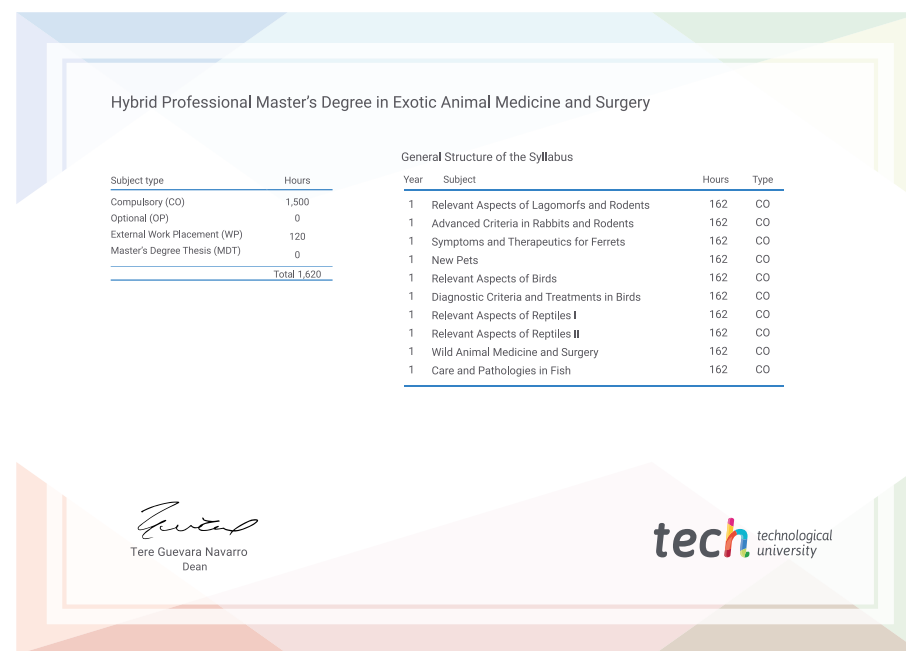 Hybrid Professional Master's Degree in Exotic Animal Medicine and Surgery
Subject type Hours
Compulsory (CO) 1,500
Optional (OP) 0
External Work Placement (WP) 120
Master's Degree Thesis (MDT) 0
Total 1,620
General Structure of the Syllabus
Year Subject Hours Type
1 Relevant Aspects of Lagomorfs and Rodents 162 CO
1 Advanced Criteria in Rabbits and Rodents 162 CO
1 Symptoms and Therapeutics for Ferrets 162 CO
1 New Pets 162 CO
1 Relevant Aspects of Birds 162 CO
1 Diagnostic Criteria and Treatments in Birds 162 CO
1 Relevant Aspects of Reptiles I 162 CO
1 Relevant Aspects of Reptiles II 162 CO
1 Wild Animal Medicine and Surgery 162 CO
1 Care and Pathologies in Fish 162 CO
Tere Guevara Navarro
Dean
tech technological
university